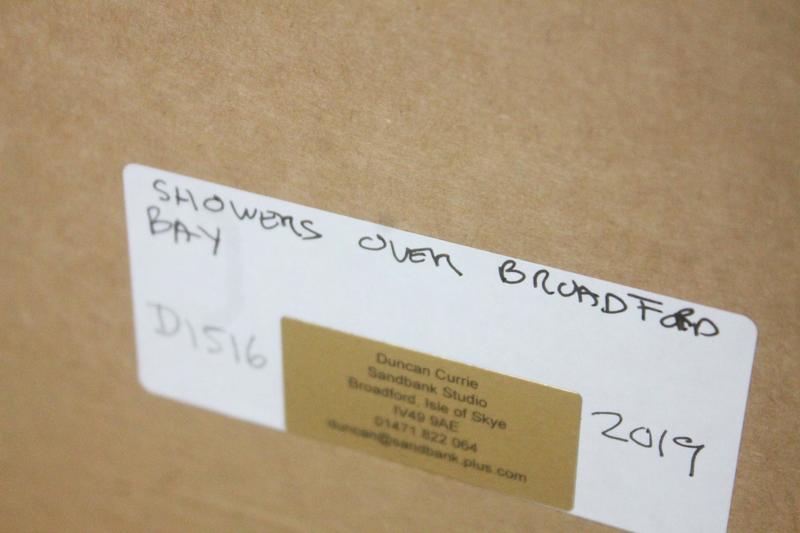 SHOWERS OVER BROADFORD
BAY
D1516
Duncan Currie
Sandbank Studio
Broadford, Isle of Skye
IV49 9AE
01471 822 064
duncan@sandbank.plus.com
2019